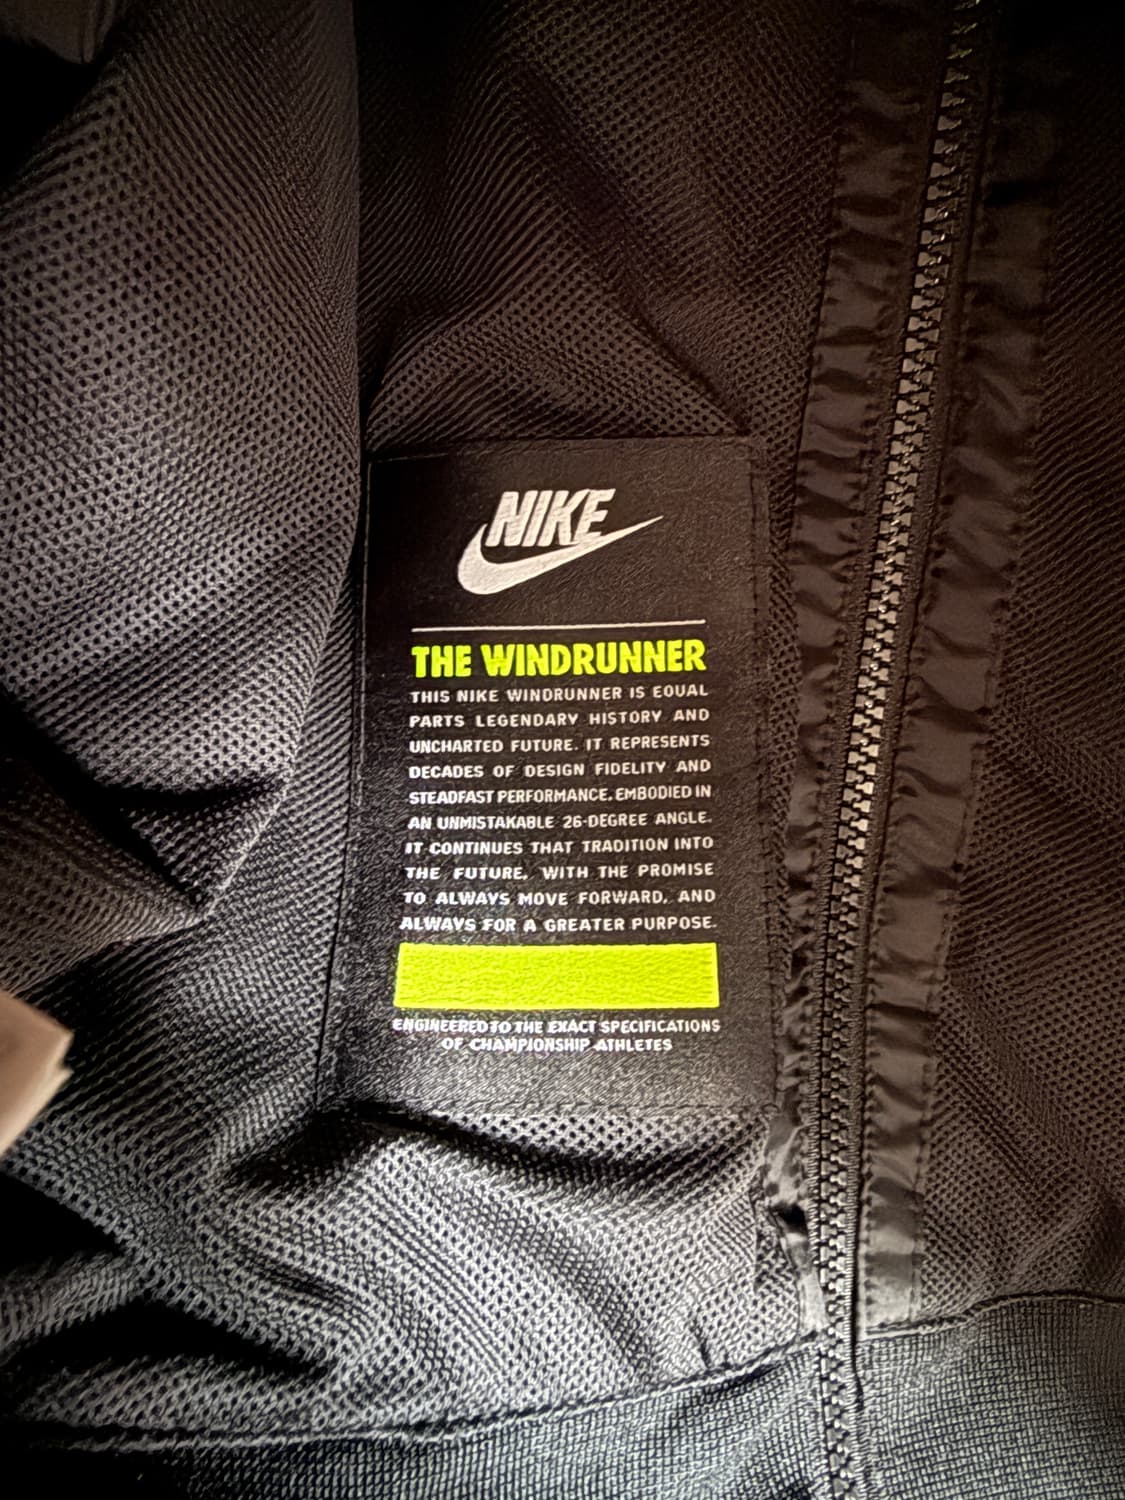 NIKE
THE WINDRUNNER
THIS NIKE WINDRUNNER IS EQUAL
PARTS LEGENDARY HISTORY AND
UNCHARTED FUTURE. IT REPRESENTS
DECADES OF DESIGN FIDELITY AND
STEADFAST PERFORMANCE, EMBODIED IN
AN UNMISTAKABLE 26-DEGREE ANGLE.
IT CONTINUES THAT TRADITION INTO
THE FUTURE, WITH THE PROMISE
TO ALWAYS MOVE FORWARD, AND
ALWAYS FOR A GREATER PURPOSE.
ENGINEERED TO THE EXACT SPECIFICATIONS
OF CHAMPIONSHIP ATHLETES